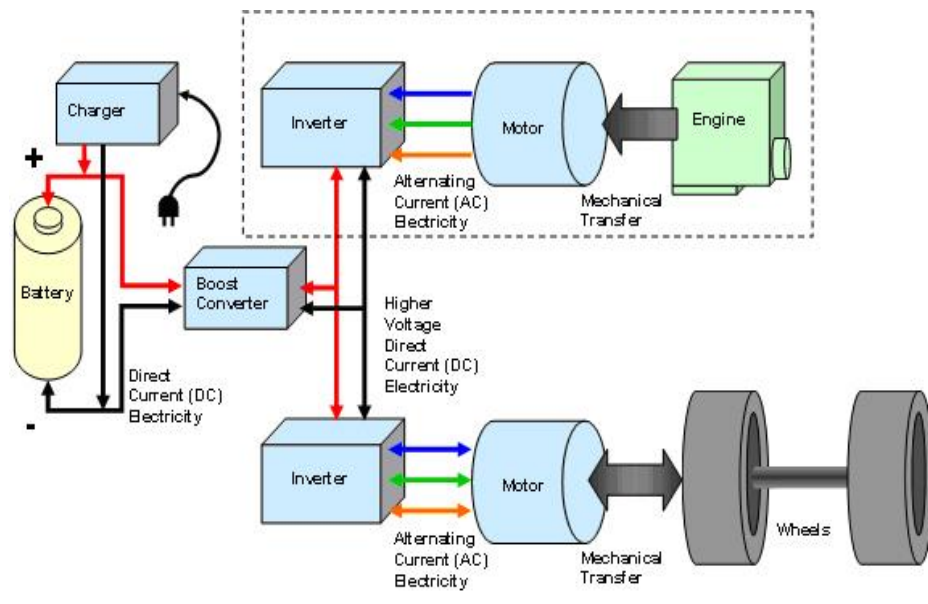 Charger
+
Battery
-
Direct
Current (DC)
Electricity
Boost
Converter
Inverter
Alternating
Current (AC)
Electricity
Motor
Mechanical
Transfer
Engine
Higher
Voltage
Direct
Current (DC)
Electricity
Inverter
Alternating
Current (AC)
Electricity
Motor
Mechanical
Transfer
Wheels